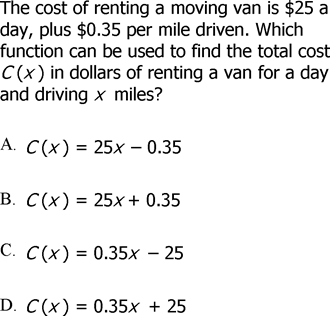 The cost of renting a moving van is $25 a
day, plus $0.35 per mile driven. Which
function can be used to find the total cost
C(x) in dollars of renting a van for a day
and driving x miles?
A. C(x) = 25x − 0.35
B. C(x) = 25x + 0.35
C. C(x) = 0.35x − 25
D. C(x) = 0.35x + 25